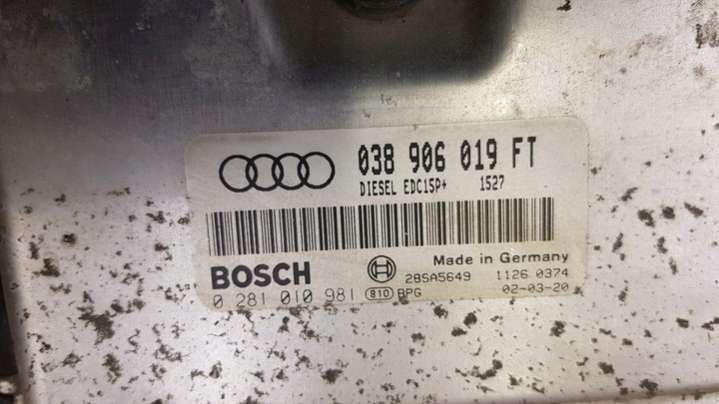 038 906 019 FT
DIESEL EDC15P+ 1527
Made in Germany
BOSCH 28SA5649 1126 0374
0 281 010 981 810 BPG 02-03-20